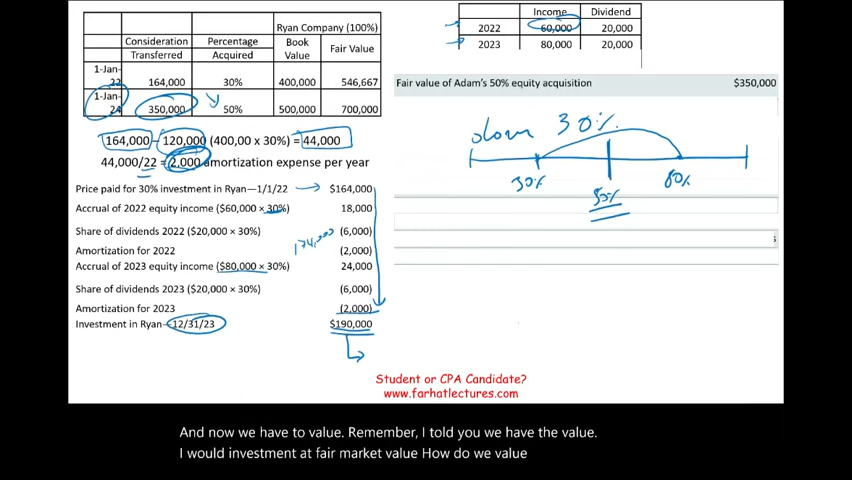 Ryan Company (100%)
Consideration Transferred Percentage Acquired Book Value Fair Value
1-Jan-22 164,000 30% 400,000 546,667
1-Jan-24 350,000 50% 500,000 700,000
164,000 - 120,000 (400,00 x 30%) = 44,000
44,000/22 = 2,000 amortization expense per year
Price paid for 30% investment in Ryan—1/1/22 $164,000
Accrual of 2022 equity income ($60,000 × 30%) 18,000
Share of dividends 2022 ($20,000 × 30%) (6,000)
174,000
Amortization for 2022 (2,000)
Accrual of 2023 equity income ($80,000 × 30%) 24,000
Share of dividends 2023 ($20,000 × 30%) (6,000)
Amortization for 2023 (2,000)
Investment in Ryan—12/31/23 $190,000
Income Dividend
2022 60,000 20,000
2023 80,000 20,000
Fair value of Adam's 50% equity acquisition $350,000
30%
30% 50% 80%
Student or CPA Candidate?
www.farhatlectures.com
And now we have to value. Remember, I told you we have the value.
I would investment at fair market value How do we value